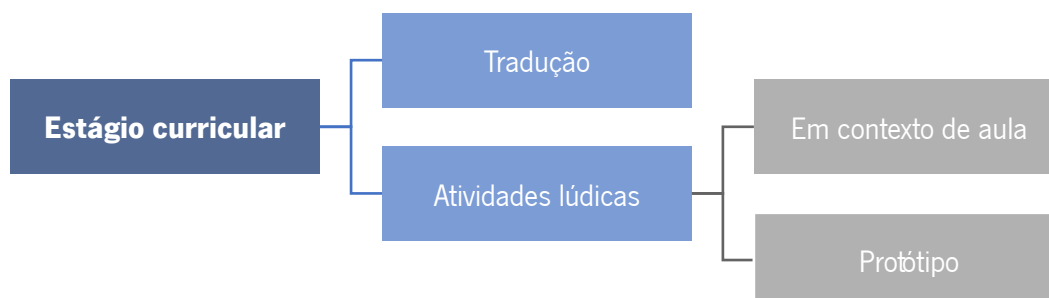 Estágio curricular
Tradução
Atividades lúdicas
Em contexto de aula
Protótipo